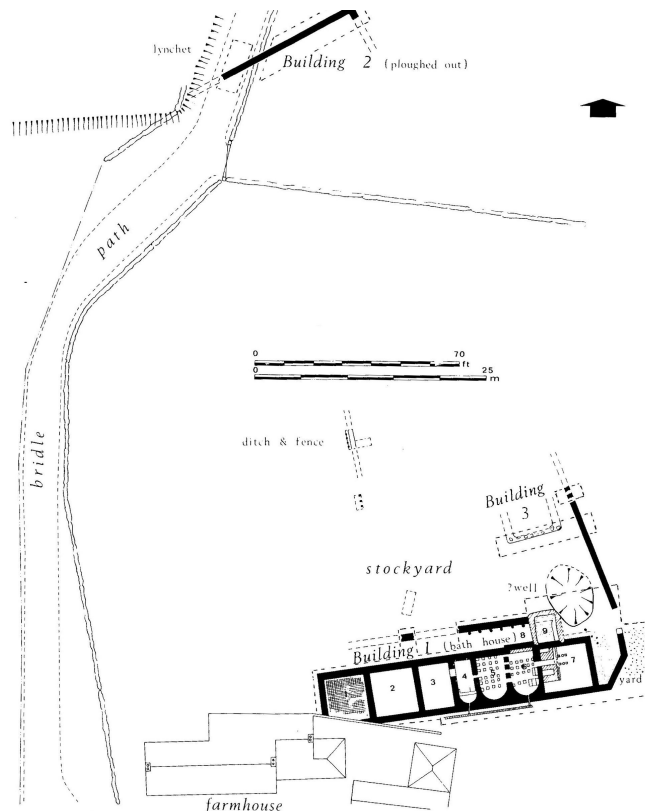 lynchet
Building 2 (ploughed out)
path
0 70
ft
0 25
m
ditch & fence
bridle
Building
3
stockyard
?well
Building 1 (bath house)
8 9
1 2 3 4 5 6 7
yard
farmhouse